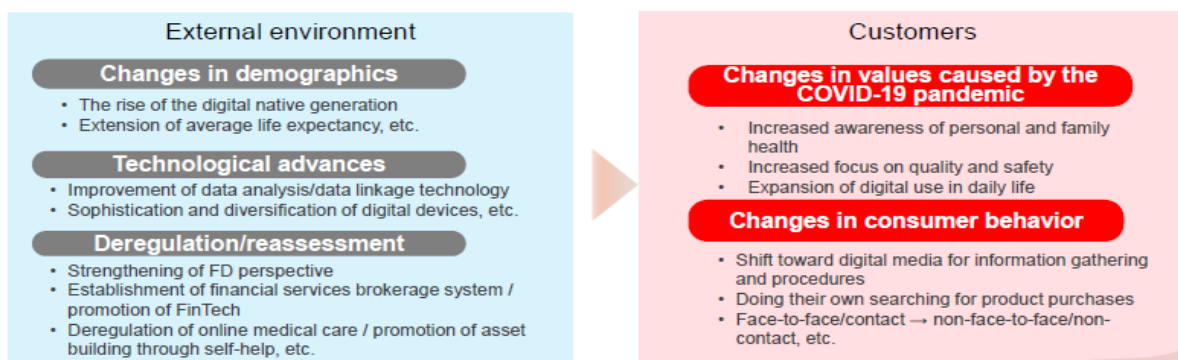 External environment
Changes in demographics
• The rise of the digital native generation
• Extension of average life expectancy, etc.
Technological advances
• Improvement of data analysis/data linkage technology
• Sophistication and diversification of digital devices, etc.
Deregulation/reassessment
• Strengthening of FD perspective
• Establishment of financial services brokerage system /
promotion of FinTech
• Deregulation of online medical care / promotion of asset
building through self-help, etc.
Customers
Changes in values caused by the
COVID-19 pandemic
• Increased awareness of personal and family
health
• Increased focus on quality and safety
• Expansion of digital use in daily life
Changes in consumer behavior
• Shift toward digital media for information gathering
and procedures
• Doing their own searching for product purchases
• Face-to-face/contact → non-face-to-face/non-
contact, etc.